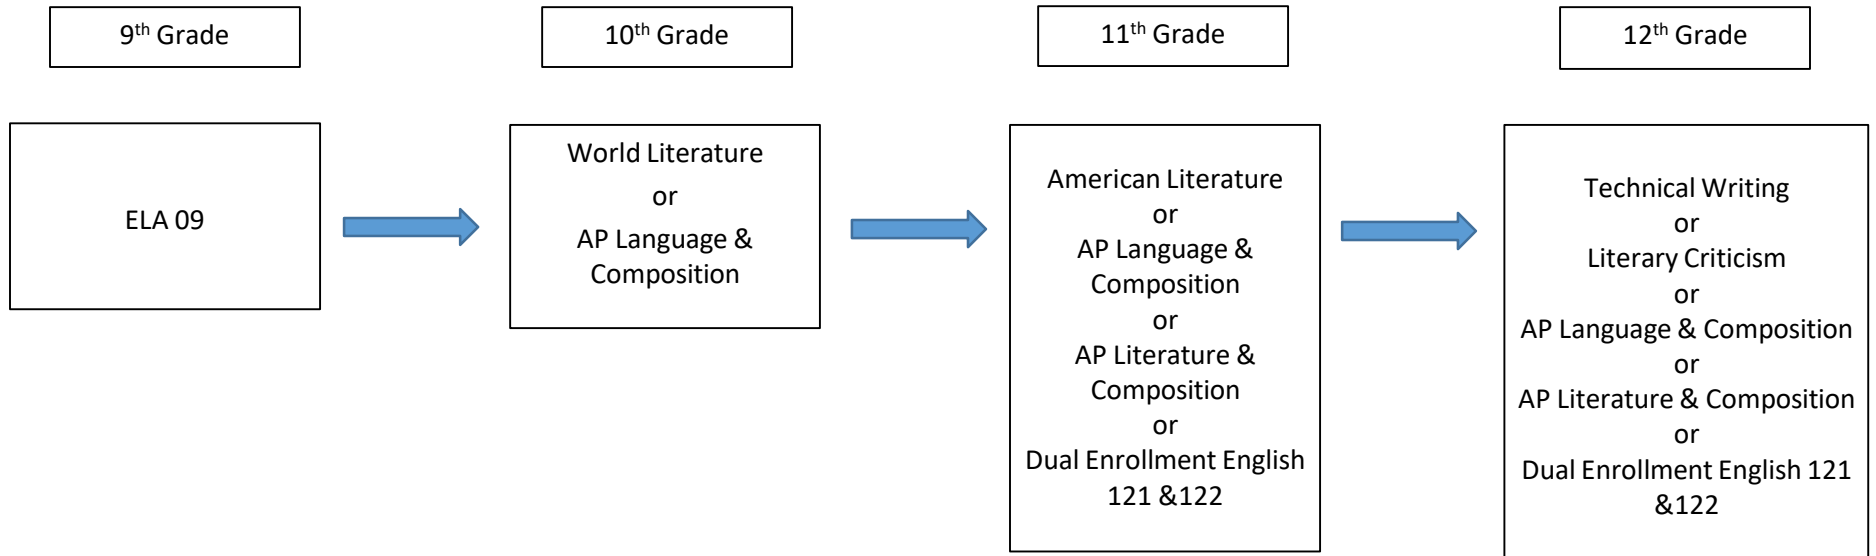 9th Grade
10th Grade
11th Grade
12th Grade
ELA 09
World Literature
or
AP Language &
Composition
American Literature
or
AP Language &
Composition
or
AP Literature &
Composition
or
Dual Enrollment English
121 &122
Technical Writing
or
Literary Criticism
or
AP Language & Composition
or
AP Literature & Composition
or
Dual Enrollment English 121
&122